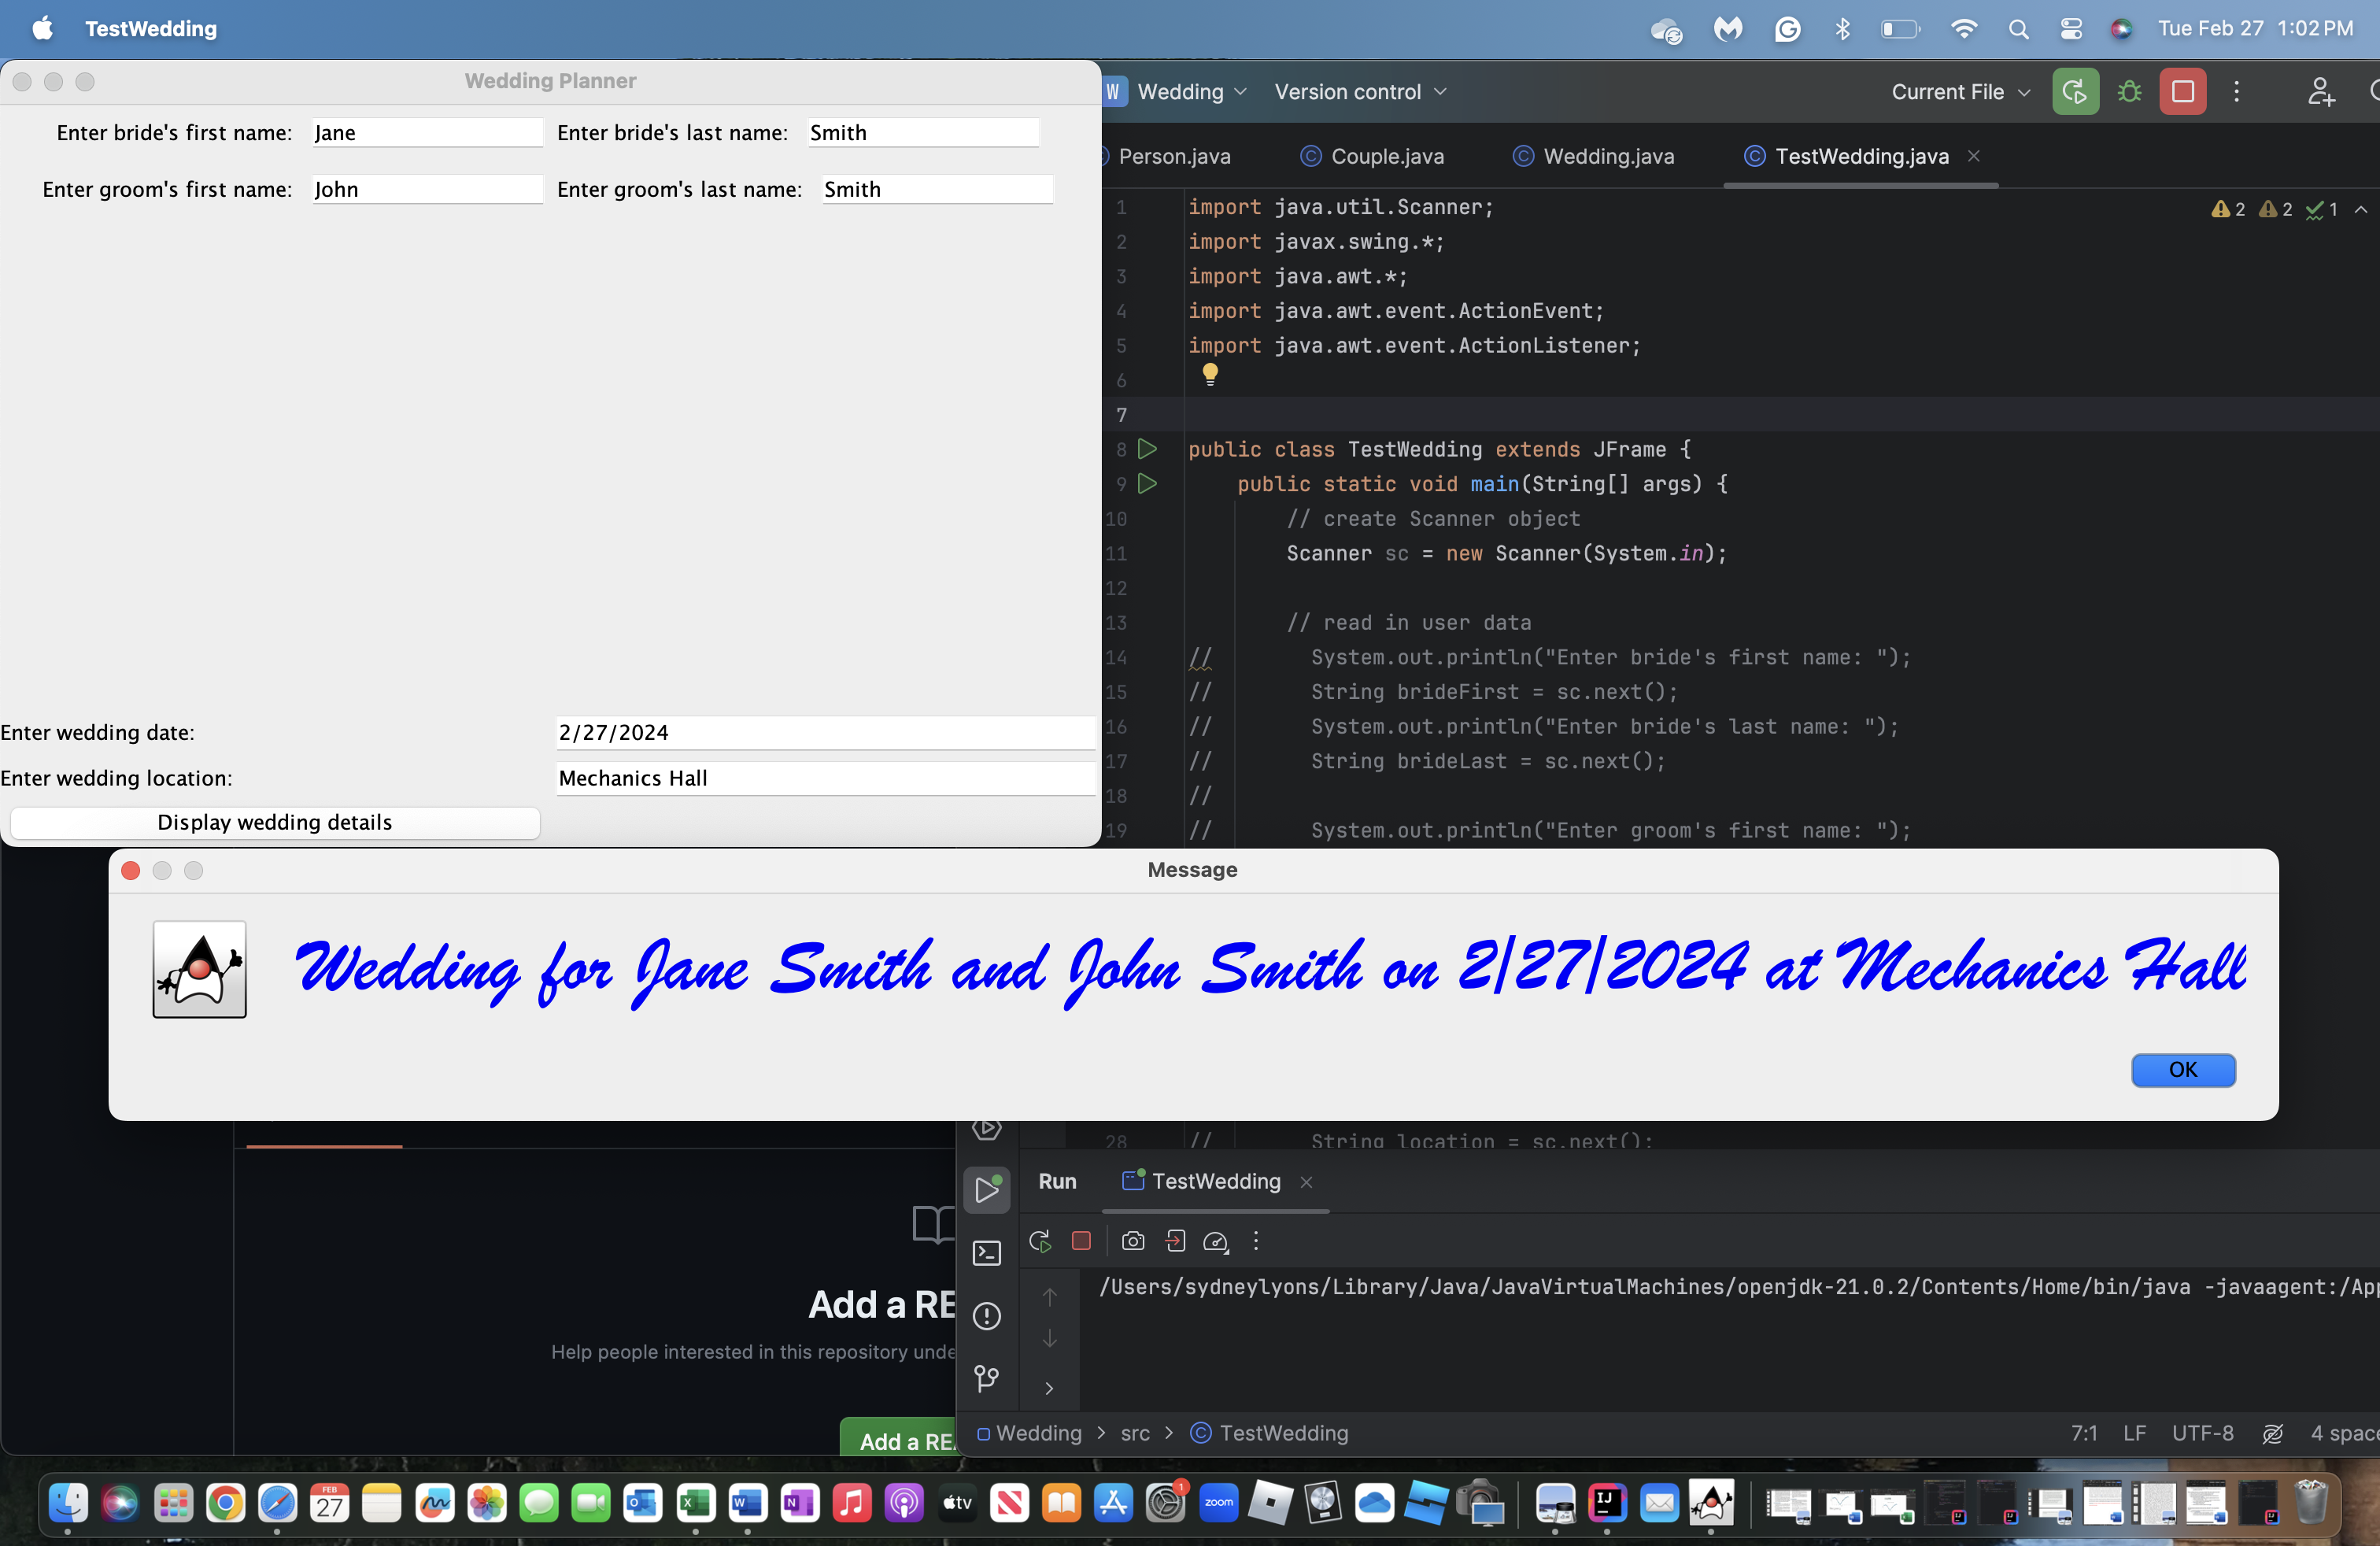 TestWedding
Tue Feb 27 1:02 PM
Wedding Planner
Enter bride's first name: Jane Enter bride's last name: Smith
Enter groom's first name: John Enter groom's last name: Smith
Enter wedding date: 2/27/2024
Enter wedding location: Mechanics Hall
Display wedding details
W Wedding Version control Current File
Person.java Couple.java Wedding.java TestWedding.java
2 2 1
1 import java.util.Scanner;
2 import javax.swing.*;
3 import java.awt.*;
4 import java.awt.event.ActionEvent;
5 import java.awt.event.ActionListener;
6
7
8 public class TestWedding extends JFrame {
9 public static void main(String[] args) {
10 // create Scanner object
11 Scanner sc = new Scanner(System.in);
12
13 // read in user data
14 // System.out.println("Enter bride's first name: ");
15 // String brideFirst = sc.next();
16 // System.out.println("Enter bride's last name: ");
17 // String brideLast = sc.next();
18 //
19 // System.out.println("Enter groom's first name: ");
Message
Wedding for Jane Smith and John Smith on 2/27/2024 at Mechanics Hall
OK
28 // String location = sc.next();
Run TestWedding
/Users/sydneylyons/Library/Java/JavaVirtualMachines/openjdk-21.0.2/Contents/Home/bin/java -javaagent:/App
Add a RE
Help people interested in this repository unde
Add a RE
Wedding > src > TestWedding 7:1 LF UTF-8 4 space
FEB
27
tv
1
zoom
IJ